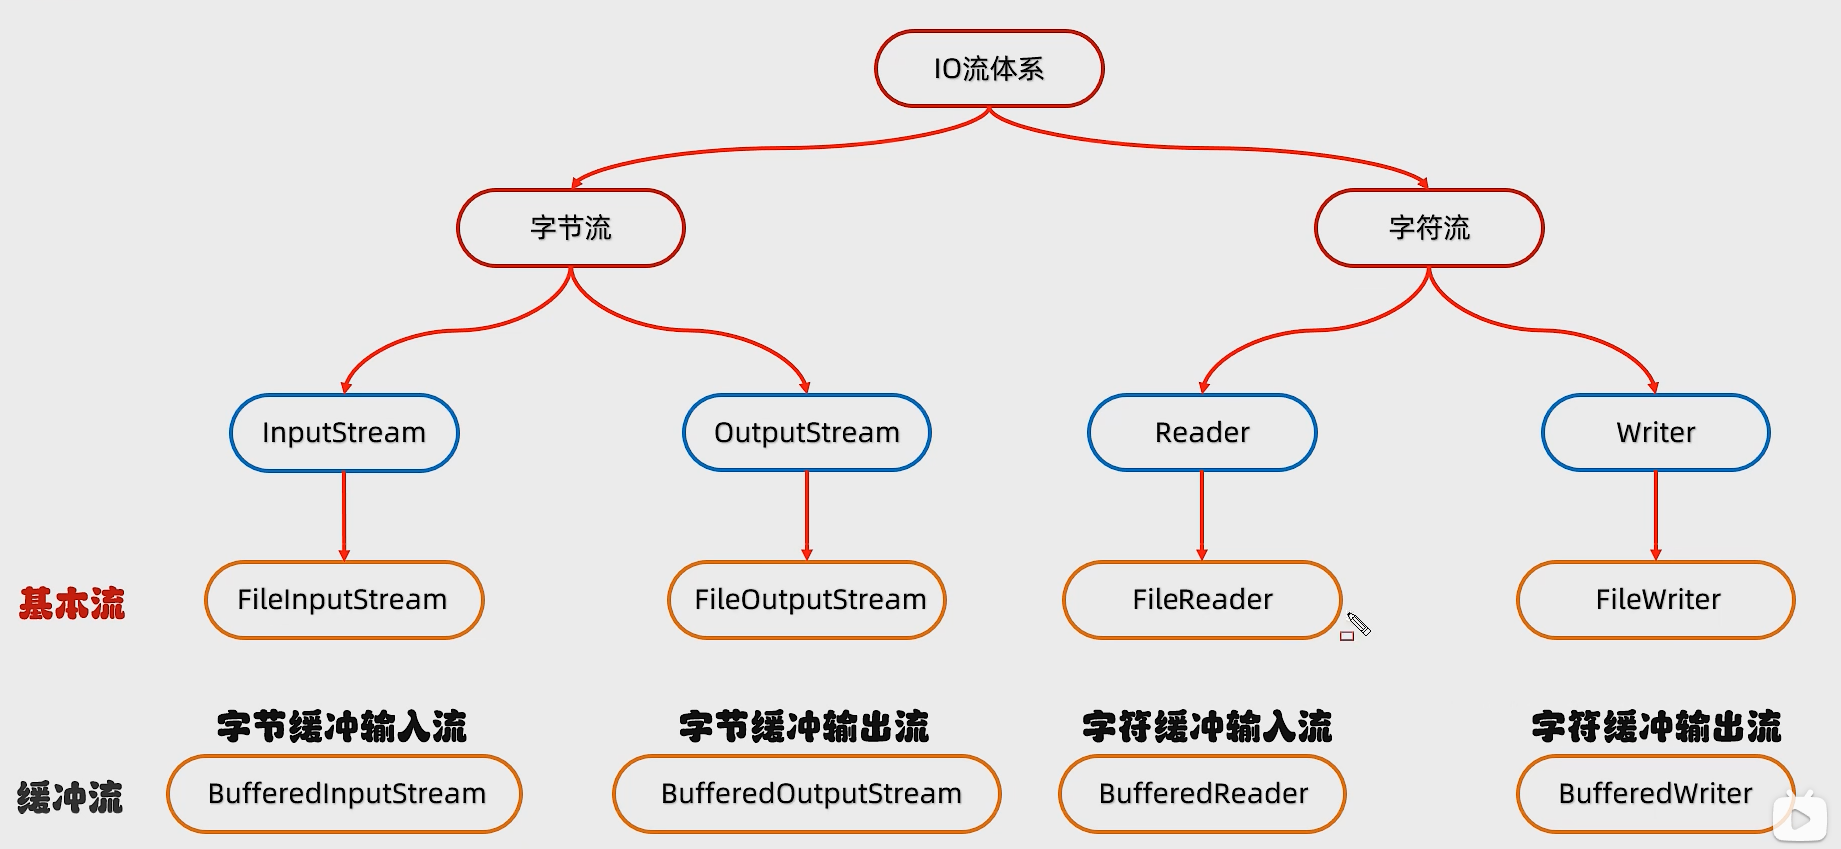 IO流体系
字节流
字符流
InputStream
OutputStream
Reader
Writer
基本流
FileInputStream
FileOutputStream
FileReader
FileWriter
字节缓冲输入流
字节缓冲输出流
字符缓冲输入流
字符缓冲输出流
缓冲流
BufferedInputStream
BufferedOutputStream
BufferedReader
BufferedWriter